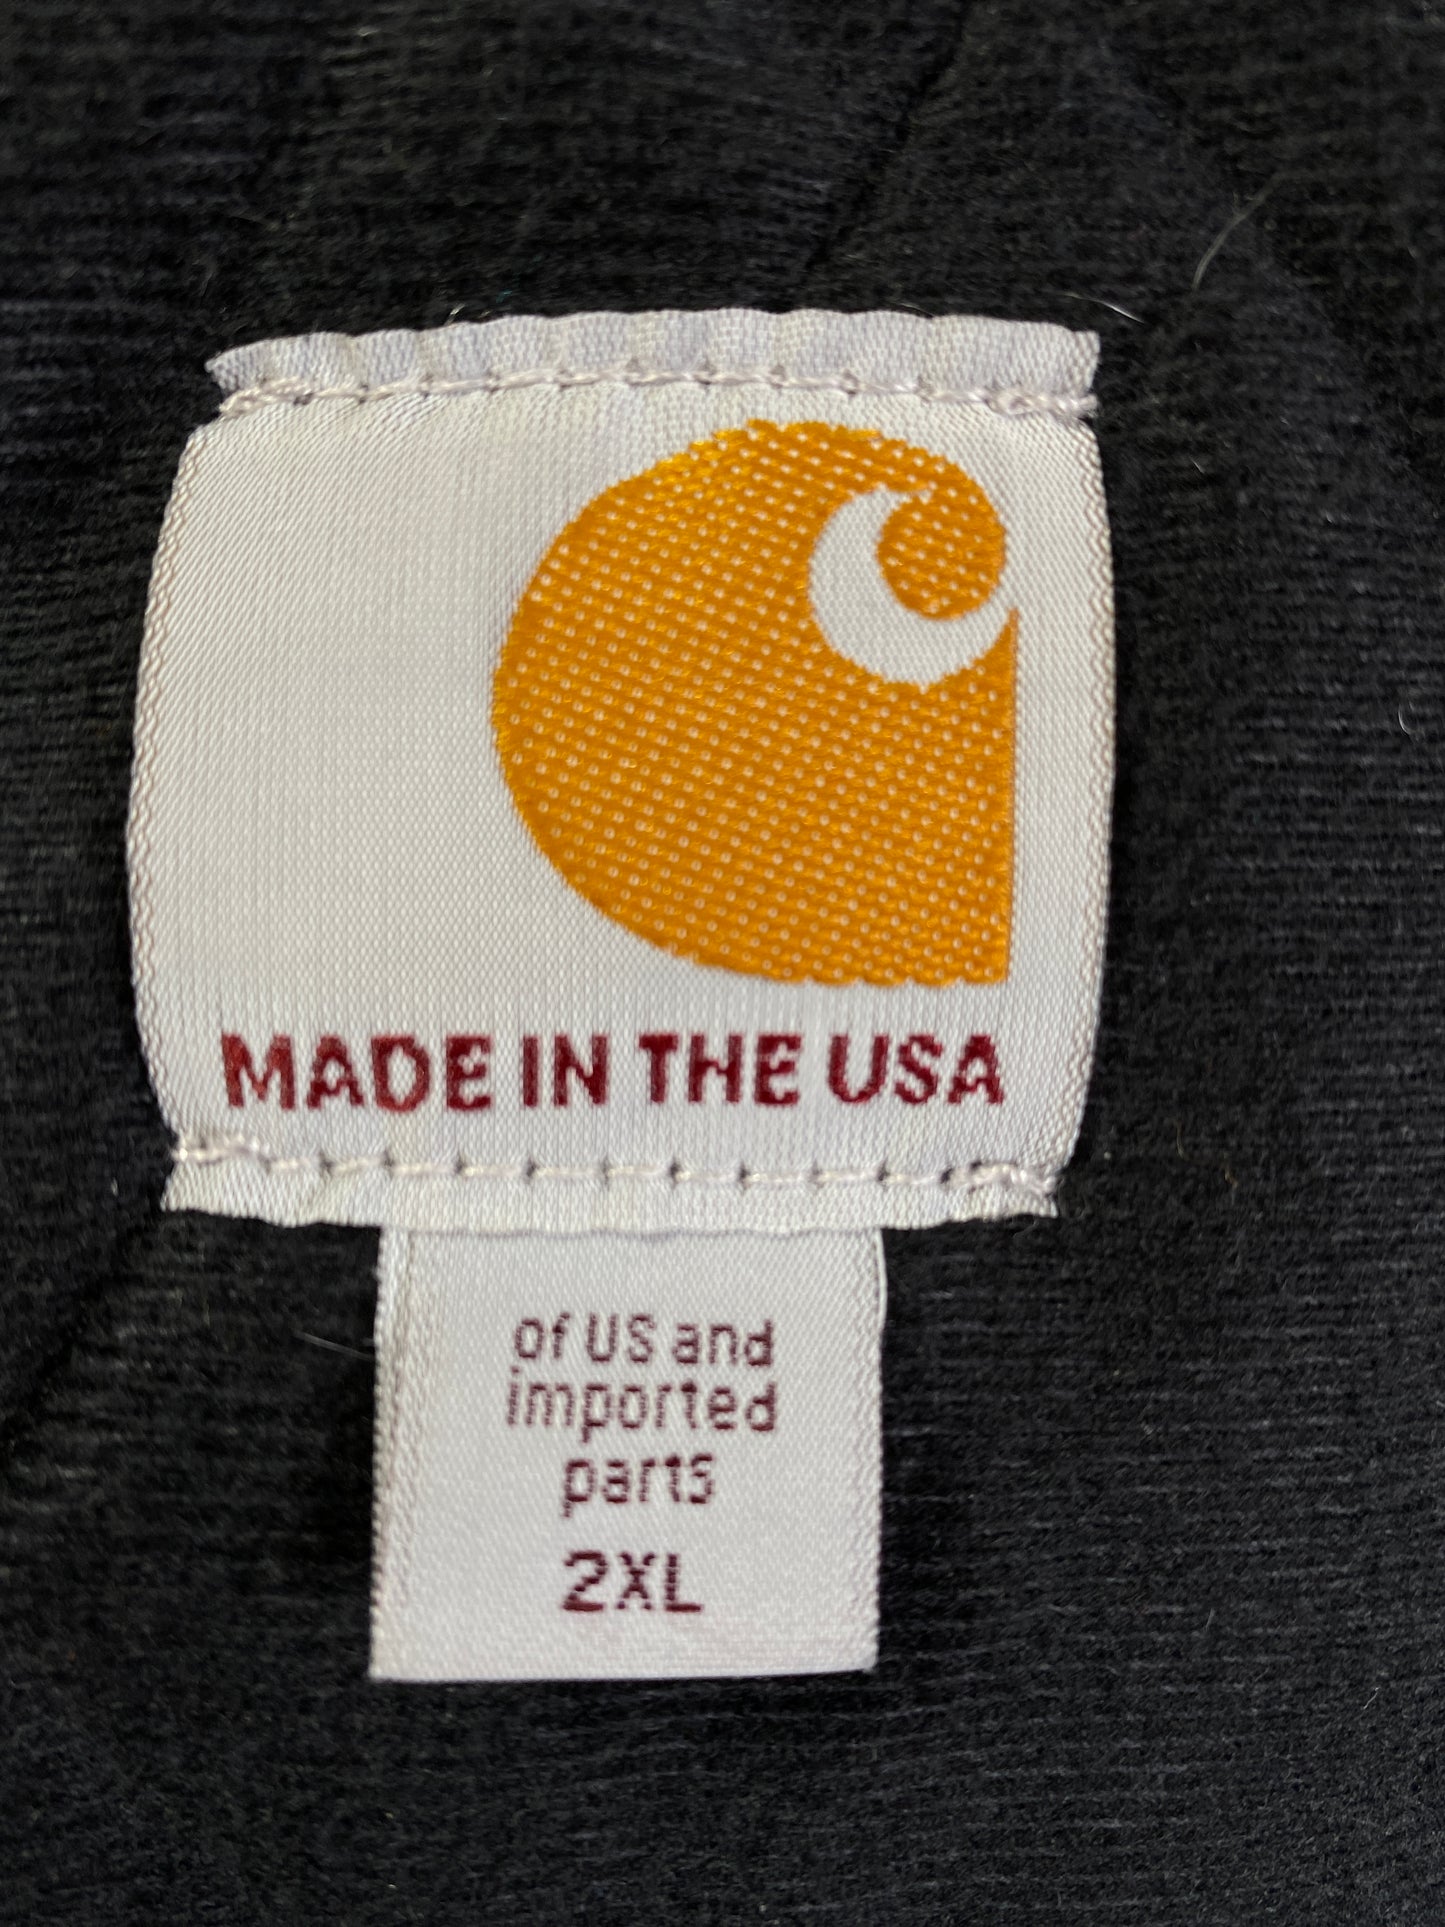 MADE IN THE USA
of US and
imported
parts
2XL